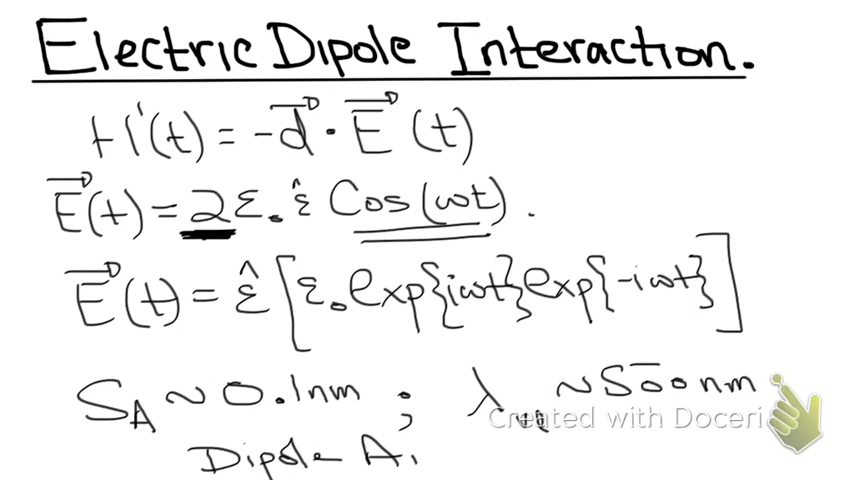 Electric Dipole Interaction.
H'(t) = -d⃗ · E⃗ (t)
E⃗(t) = 2ε₀ ε̂ Cos(ωt).
E⃗(t) = ε̂ [ε₀ exp{iωt} exp{-iωt}]
S_A ~ 0.1nm ; λ ~ 500nm
Created with Doceri
Dipole A.